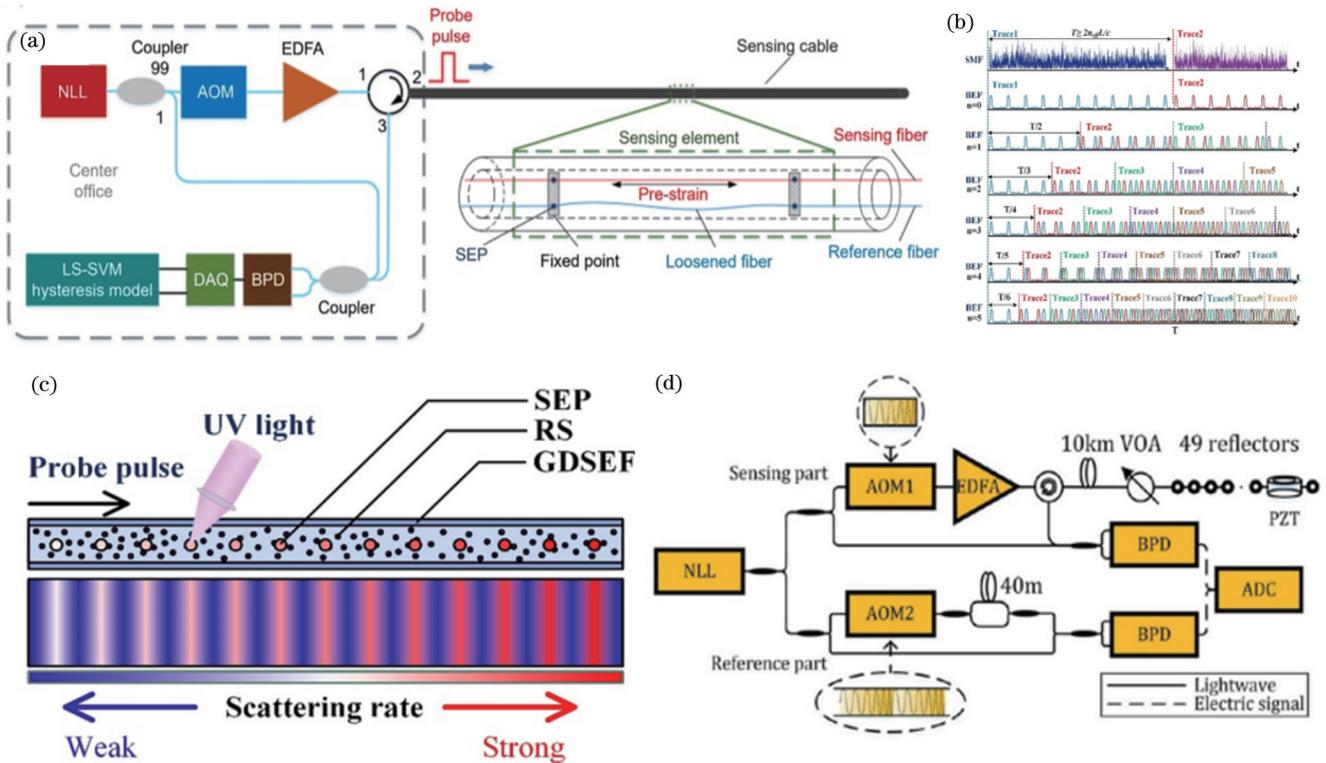 (a)
Coupler
99
EDFA
NLL
AOM
1
1
2
3
Center
office
LS-SVM
hysteresis model
DAQ
BPD
Coupler
Probe
pulse
Sensing cable
Sensing element
Sensing fiber
Pre-strain
SEP
Fixed point
Loosened fiber
Reference fiber
(b)
Trace1
T≥ 2neffL/c
Trace2
SMF
t
Trace1
BEF
n=0
t
T/2
Trace2
Trace3
BEF
n=1
t
T/3
Trace2
Trace3
Trace4
Trace5
BEF
n=2
t
T/4
Trace2
Trace3
Trace4
Trace5
Trace6
BEF
n=3
t
T/5
Trace2
Trace3
Trace4
Trace5
Trace6
Trace7
Trace8
BEF
n=4
t
T/6
Trace2
Trace3
Trace4
Trace5
Trace6
Trace7
Trace8
Trace9
Trace10
BEF
n=5
t
T
(c)
UV light
Probe pulse
SEP
RS
GDSEF
Scattering rate
Weak
Strong
(d)
Sensing part
AOM1
EDFA
10km VOA
49 reflectors
PZT
BPD
NLL
ADC
AOM2
40m
BPD
Reference part
Lightwave
Electric signal